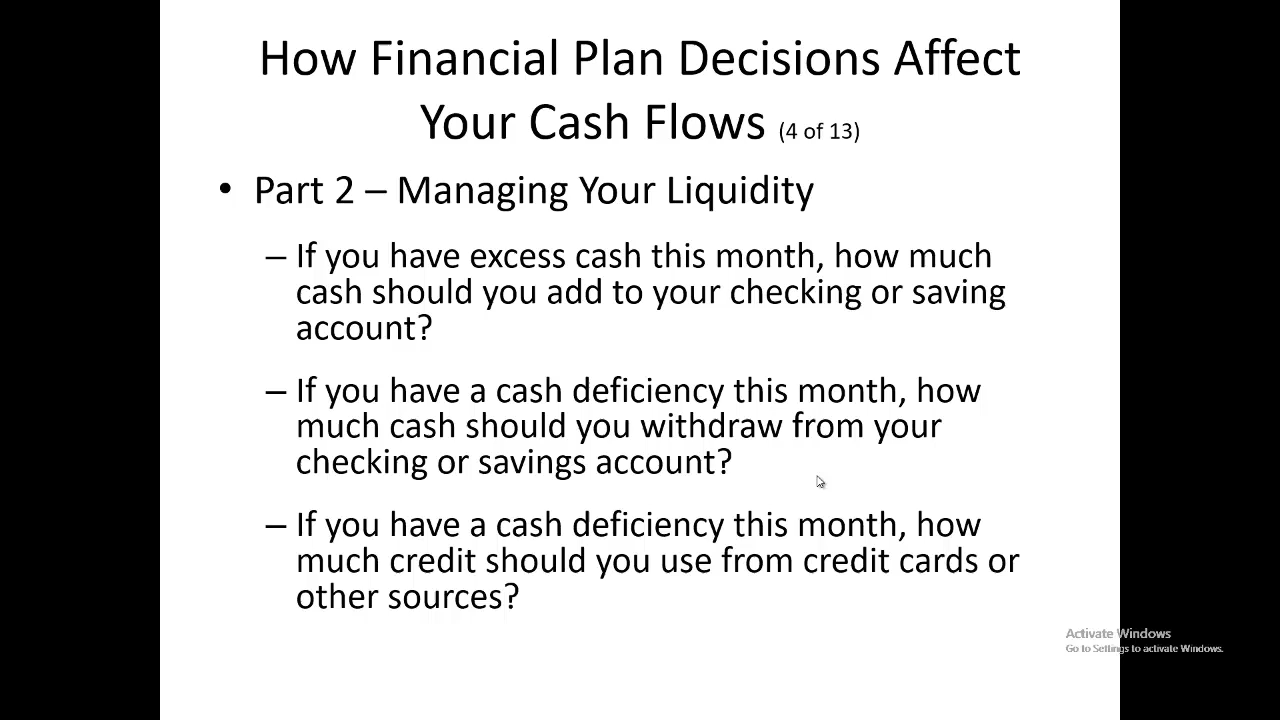 How Financial Plan Decisions Affect
Your Cash Flows (4 of 13)
• Part 2 – Managing Your Liquidity
– If you have excess cash this month, how much
cash should you add to your checking or saving
account?
– If you have a cash deficiency this month, how
much cash should you withdraw from your
checking or savings account?
– If you have a cash deficiency this month, how
much credit should you use from credit cards or
other sources?
Activate Windows
Go to Settings to activate Windows.